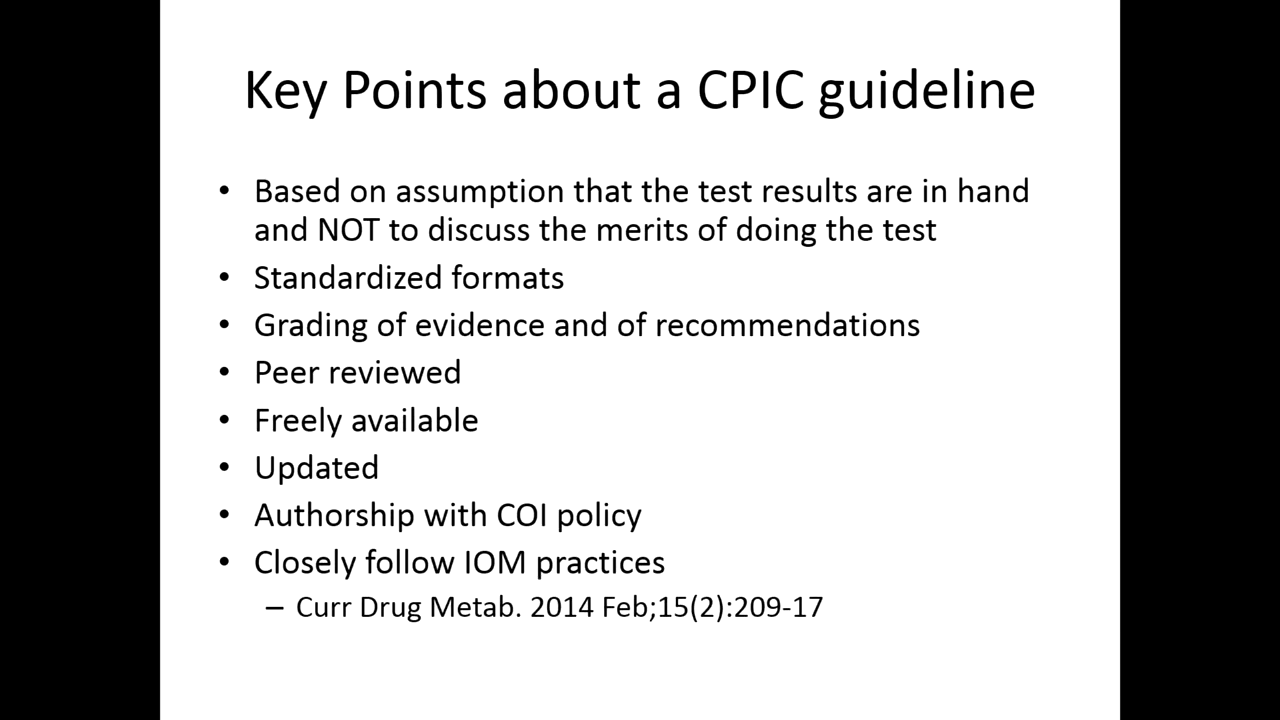 Key Points about a CPIC guideline
• Based on assumption that the test results are in hand
and NOT to discuss the merits of doing the test
• Standardized formats
• Grading of evidence and of recommendations
• Peer reviewed
• Freely available
• Updated
• Authorship with COI policy
• Closely follow IOM practices
– Curr Drug Metab. 2014 Feb;15(2):209-17